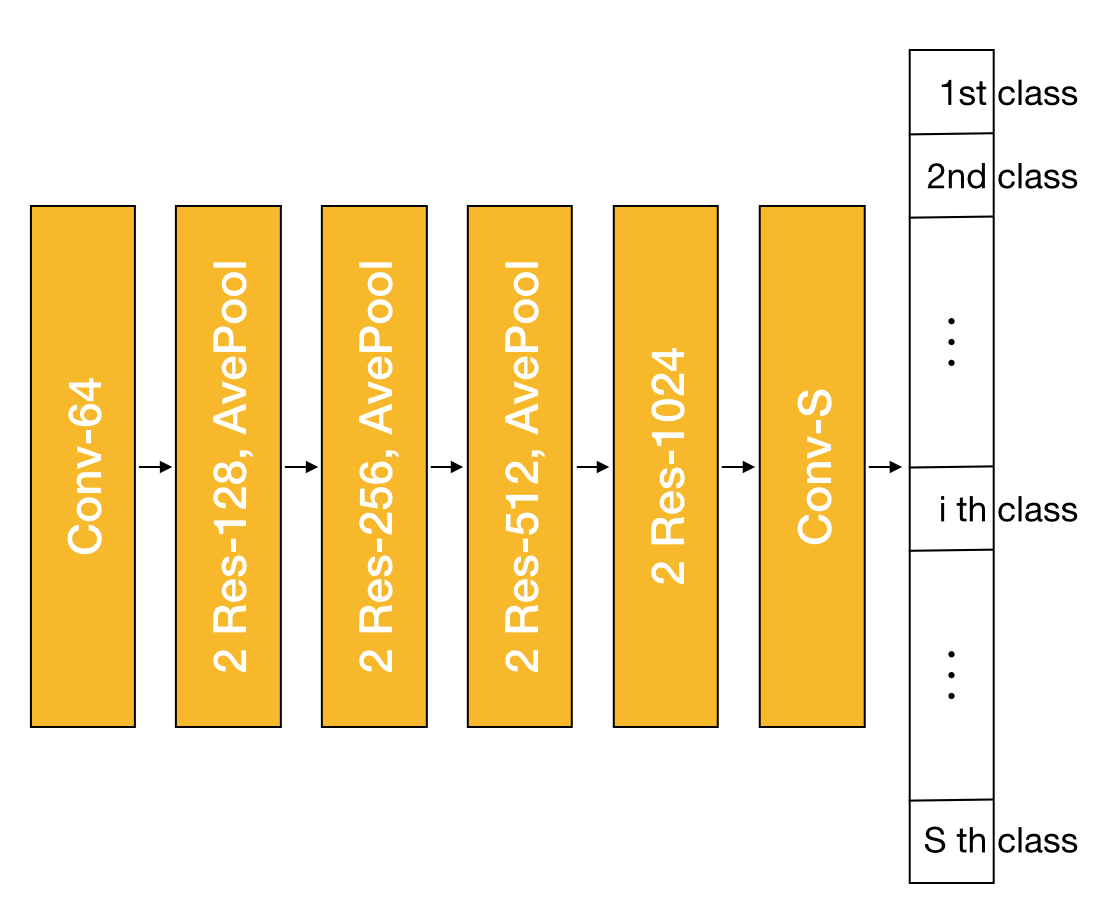 Conv-64
2 Res-128, AvePool
2 Res-256, AvePool
2 Res-512, AvePool
2 Res-1024
Conv-S
1st class
2nd class
⋮
i th class
⋮
S th class